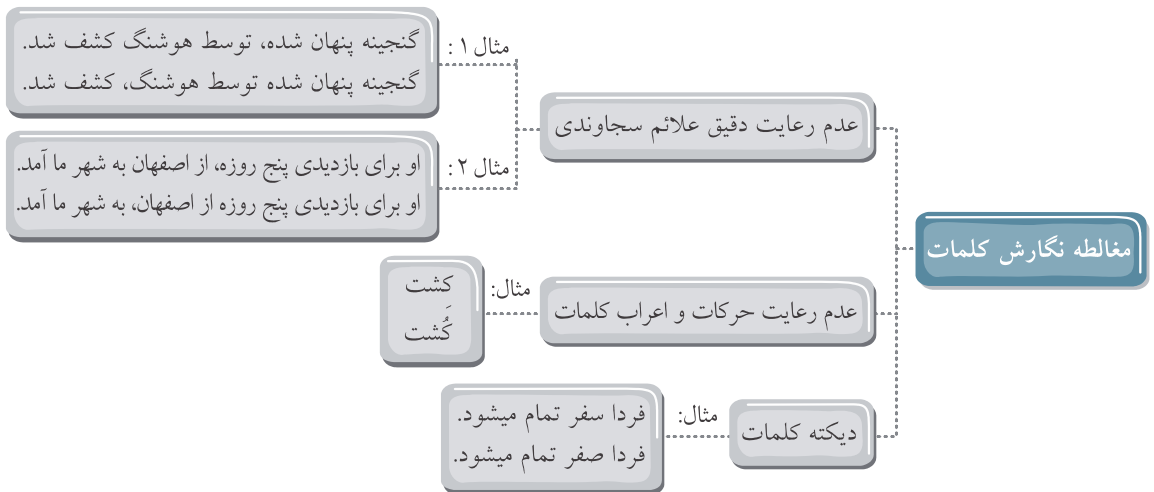 مغالطه نگارش کلمات
عدم رعایت دقیق علائم سجاوندی
مثال ۱ :
گنجینه پنهان شده، توسط هوشنگ کشف شد.
گنجینه پنهان شده توسط هوشنگ، کشف شد.
مثال ۲ :
او برای بازدیدی پنج روزه، از اصفهان به شهر ما آمد.
او برای بازدیدی پنج روزه از اصفهان، به شهر ما آمد.
عدم رعایت حرکات و اعراب کلمات
مثال:
کِشت
کُشت
دیکته کلمات
مثال:
فردا سفر تمام میشود.
فردا صفر تمام میشود.